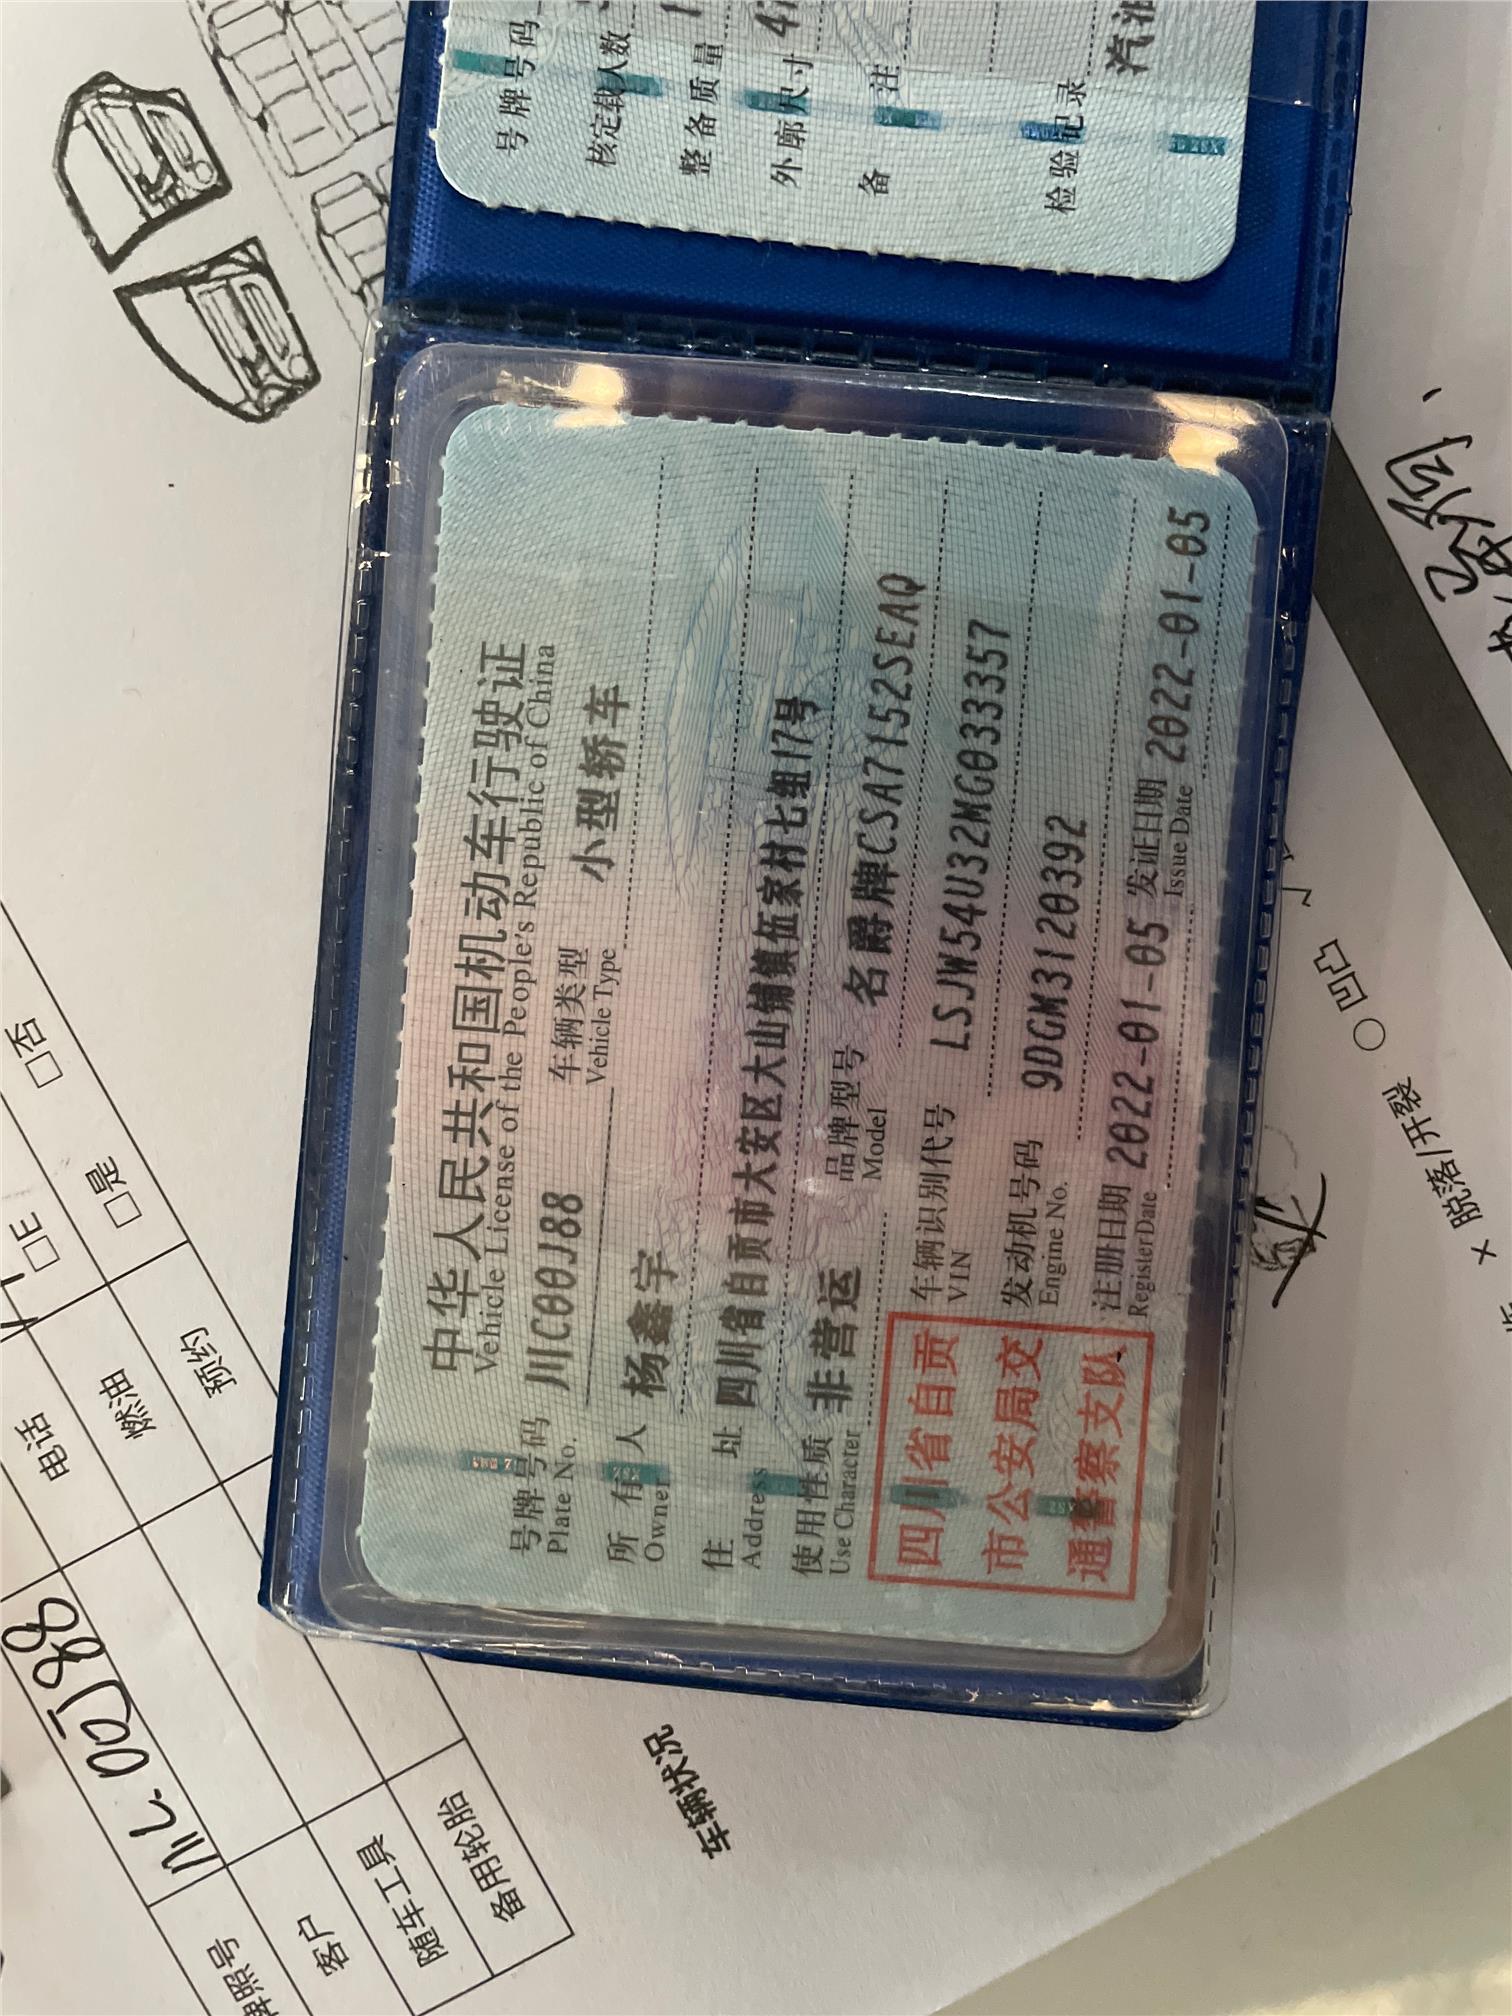 中华人民共和国机动车行驶证
Vehicle License of the People's Republic of China
号牌号码 川C00J88 车辆类型 小型轿车
Plate No. Vehicle Type
所有人 杨鑫宇
Owner
住址 四川省自贡市大安区大山铺镇伍家村七组17号
Address
使用性质 非营运 品牌型号 名爵牌CSA7152SEAQ
Use Character Model
四川省自贡
市公安局交
通警察支队
车辆识别代号 LSJW54U32MG033357
VIN
发动机号码 9DGM3120392
Engine No.
注册日期 2022-01-05 发证日期 2022-01-05
Register Date Issue Date
号牌号码
核定载人数
整备质量
外廓尺寸
备注
检验记录
汽油
牌照号 川C.00J88 电话
客户 燃油 □E
随车工具 预约 □是 □否
备用轮胎
车辆状况
× 脱落/开裂 ○ 凹凸